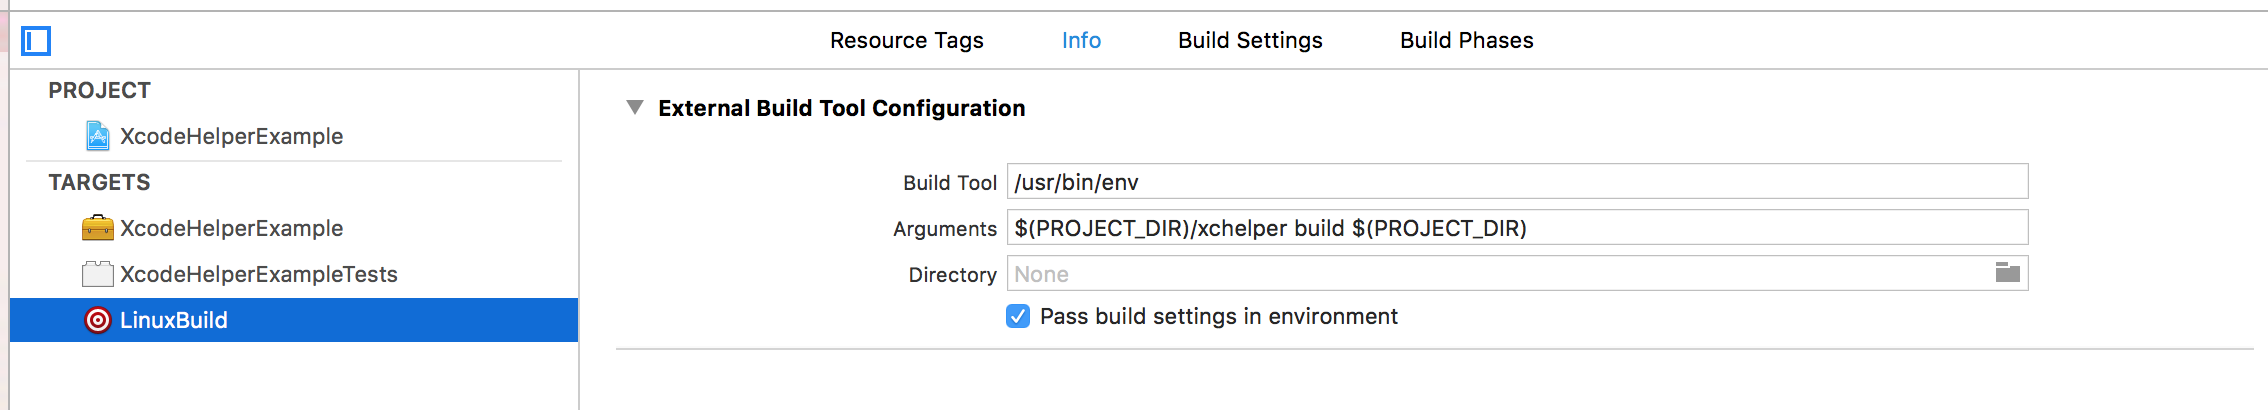 Resource Tags Info Build Settings Build Phases
PROJECT
XcodeHelperExample
TARGETS
XcodeHelperExample
XcodeHelperExampleTests
LinuxBuild
External Build Tool Configuration
Build Tool /usr/bin/env
Arguments $(PROJECT_DIR)/xchelper build $(PROJECT_DIR)
Directory None
Pass build settings in environment